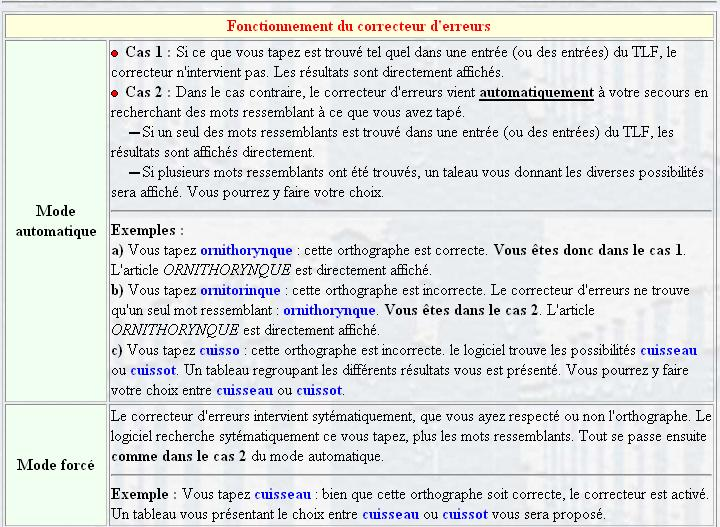 Fonctionnement du correcteur d'erreurs
Cas 1 : Si ce que vous tapez est trouvé tel quel dans une entrée (ou des entrées) du TLF, le
correcteur n'intervient pas. Les résultats sont directement affichés.
Cas 2 : Dans le cas contraire, le correcteur d'erreurs vient automatiquement à votre secours en
recherchant des mots ressemblant à ce que vous avez tapé.
— Si un seul des mots ressemblants est trouvé dans une entrée (ou des entrées) du TLF, les
résultats sont affichés directement.
— Si plusieurs mots ressemblants ont été trouvés, un taleau vous donnant les diverses possibilités
sera affiché. Vous pourrez y faire votre choix.
Mode
automatique
Exemples :
a) Vous tapez ornithorynque : cette orthographe est correcte. Vous êtes donc dans le cas 1.
L'article ORNITHORYNQUE est directement affiché.
b) Vous tapez ornitorinque : cette orthographe est incorrecte. Le correcteur d'erreurs ne trouve
qu'un seul mot ressemblant : ornithorynque. Vous êtes dans le cas 2. L'article
ORNITHORYNQUE est directement affiché.
c) Vous tapez cuisso : cette orthographe est incorrecte. le logiciel trouve les possibilités cuisseau
ou cuissot. Un tableau regroupant les différents résultats vous est présenté. Vous pourrez y faire
votre choix entre cuisseau ou cuissot.
Mode forcé
Le correcteur d'erreurs intervient sytématiquement, que vous ayez respecté ou non l'orthographe. Le
logiciel recherche sytématiquement ce vous tapez, plus les mots ressemblants. Tout se passe ensuite
comme dans le cas 2 du mode automatique.
Exemple : Vous tapez cuisseau : bien que cette orthographe soit correcte, le correcteur est activé.
Un tableau vous présentant le choix entre cuisseau ou cuissot vous sera proposé.